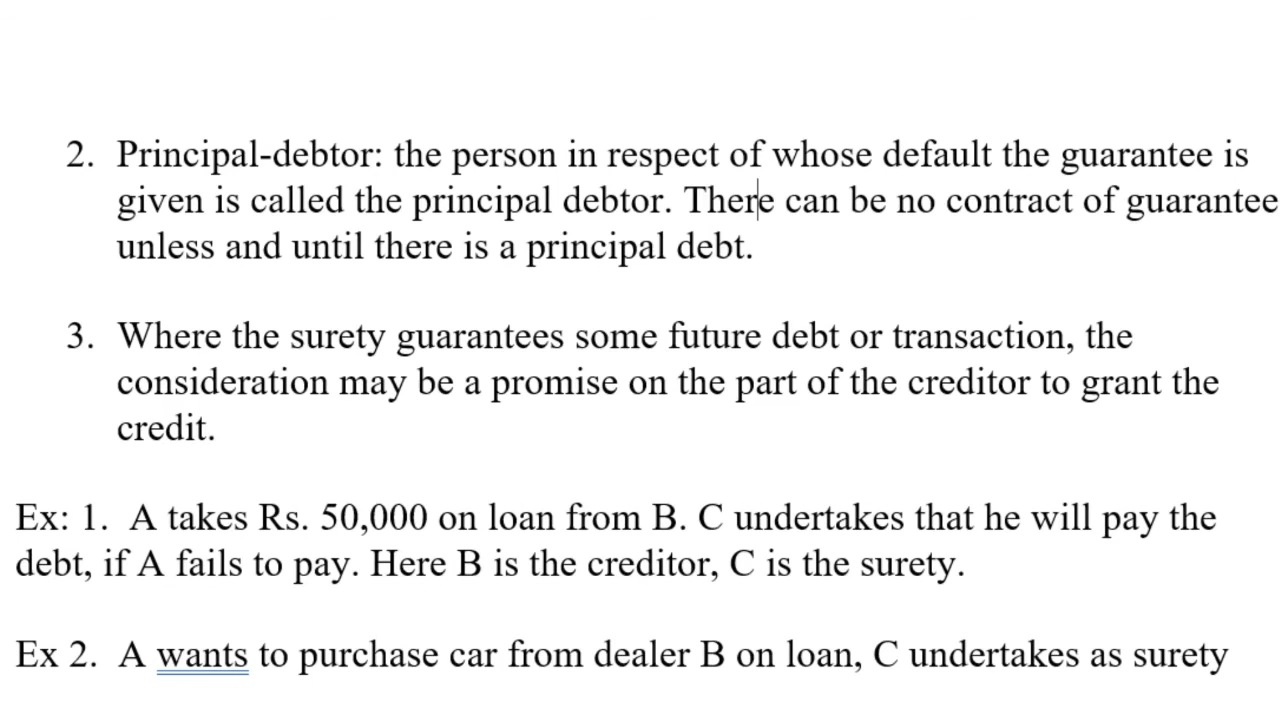 2. Principal-debtor: the person in respect of whose default the guarantee is
given is called the principal debtor. There can be no contract of guarantee
unless and until there is a principal debt.
3. Where the surety guarantees some future debt or transaction, the
consideration may be a promise on the part of the creditor to grant the
credit.
Ex: 1. A takes Rs. 50,000 on loan from B. C undertakes that he will pay the
debt, if A fails to pay. Here B is the creditor, C is the surety.
Ex 2. A wants to purchase car from dealer B on loan, C undertakes as surety